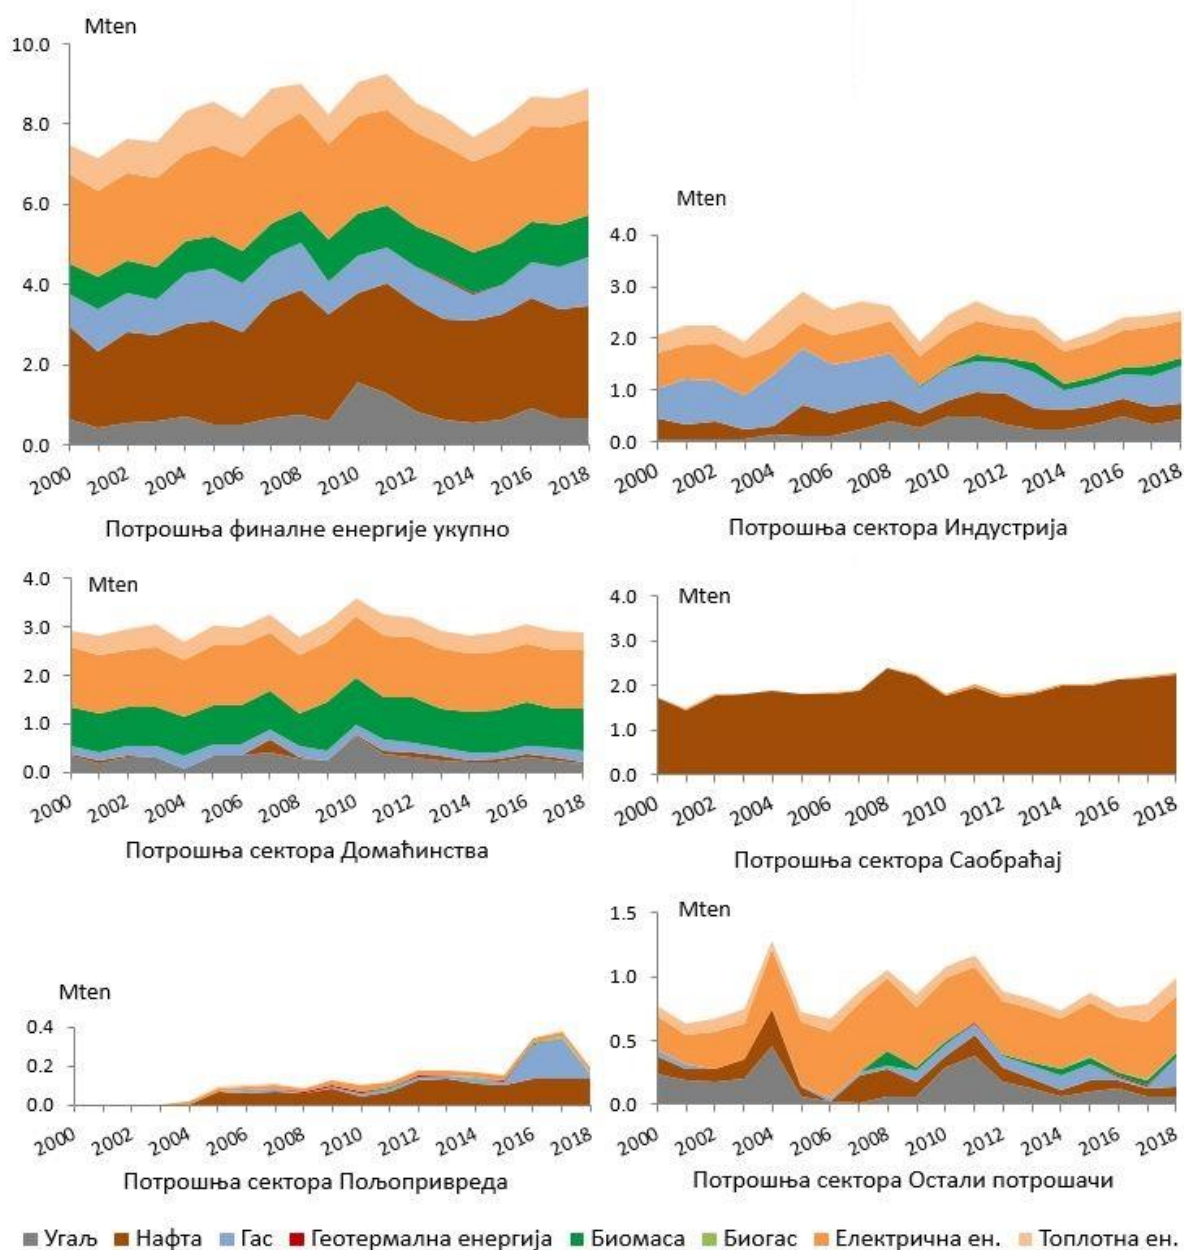 Mten
10.0
8.0
6.0
4.0
2.0
0.0
2000 2002 2004 2006 2008 2010 2012 2014 2016 2018
Потрошња финалне енергије укупно
Mten
4.0
3.0
2.0
1.0
0.0
2000 2002 2004 2006 2008 2010 2012 2014 2016 2018
Потрошња сектора Индустрија
Mten
4.0
3.0
2.0
1.0
0.0
2000 2002 2004 2006 2008 2010 2012 2014 2016 2018
Потрошња сектора Домаћинства
Mten
4.0
3.0
2.0
1.0
0.0
2000 2002 2004 2006 2008 2010 2012 2014 2016 2018
Потрошња сектора Саобраћај
Mten
0.4
0.2
0.0
2000 2002 2004 2006 2008 2010 2012 2014 2016 2018
Потрошња сектора Пољопривреда
Mten
1.5
1.0
0.5
0.0
2000 2002 2004 2006 2008 2010 2012 2014 2016 2018
Потрошња сектора Остали потрошачи
Угаљ Нафта Гас Геотермална енергија Биомаса Биогас Електрична ен. Топлотна ен.